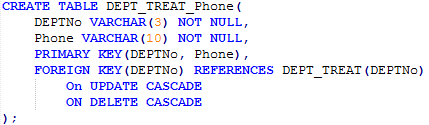 CREATE TABLE DEPT_TREAT_Phone(
DEPTNo VARCHAR(3) NOT NULL,
Phone VARCHAR(10) NOT NULL,
PRIMARY KEY(DEPTNo, Phone),
FOREIGN KEY(DEPTNo) REFERENCES DEPT_TREAT(DEPTNo)
On UPDATE CASCADE
ON DELETE CASCADE
);